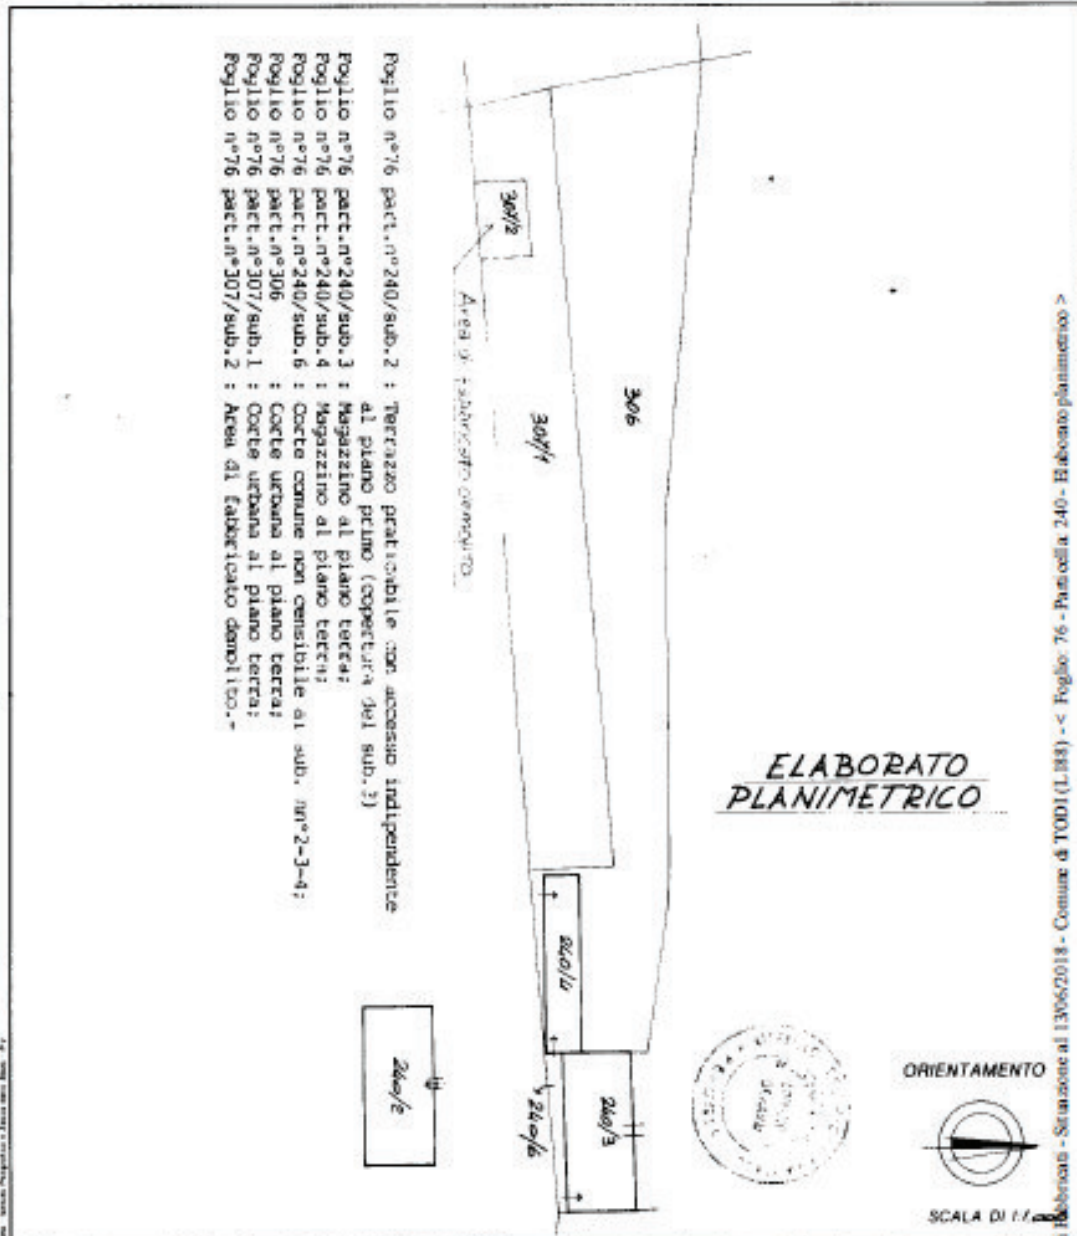 Foglio n°76 part.n°240/sub.2 : Terrazzo praticabile con accesso indipendente
al piano primo (copertura del sub.3)
Foglio n°76 part.n°240/sub.3 : Magazzino al piano terra;
Foglio n°76 part.n°240/sub.4 : Magazzino al piano terra;
Foglio n°76 part.n°240/sub.6 : Corte comune non censibile ai sub. nn°2-3-4;
Foglio n°76 part.n°306 : Corte urbana al piano terra;
Foglio n°76 part.n°307/sub.1 : Corte urbana al piano terra;
Foglio n°76 part.n°307/sub.2 : Area di fabbricato demolito.-
307/2
Area di fabbricato demolito
307/1
306
ELABORATO
PLANIMETRICO
240/4
240/2
240/6
240/3
ORIENTAMENTO
SCALA DI 1:
Fabbricati - Situazione al 13/06/2018 - Comune di TODI (L188) - < Foglio: 76 - Particella: 240 - Elaborato planimetrico >